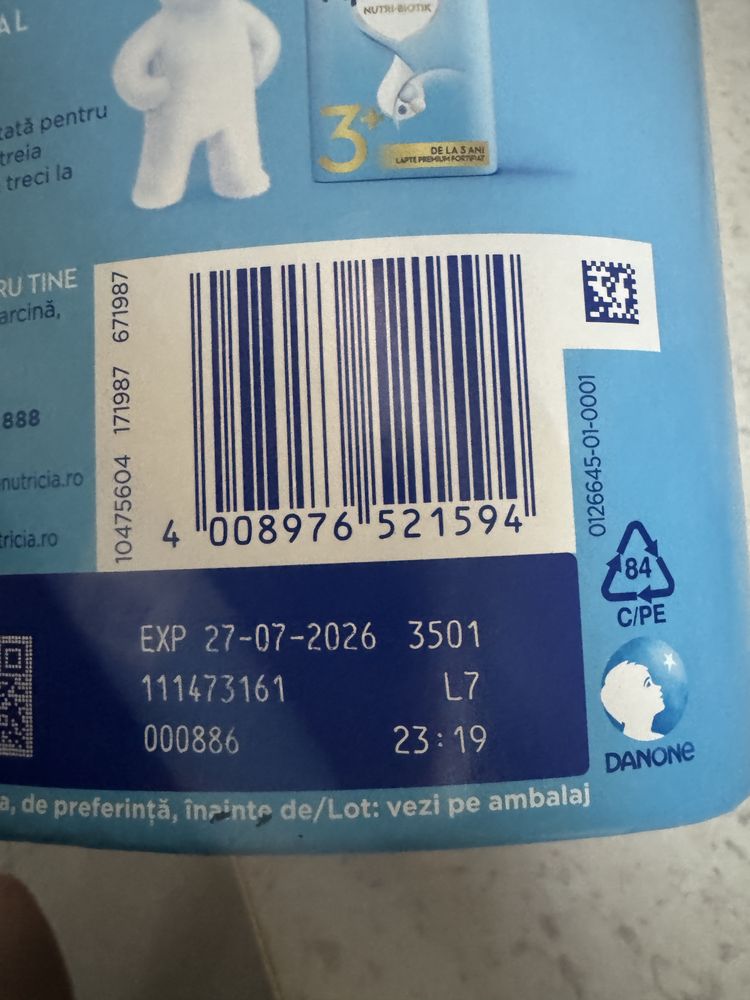 AL
NUTRI-BIOTIK
3+
DE LA 3 ANI
LAPTE PREMIUM FORTIFIAT
tată pentru
treia
treci la
RU TINE
arcină,
888
nutricia.ro
tricia.ro
10475604 171987 671987
4 008976 521594
0126645-01-0001
84
C/PE
DANONE
EXP 27-07-2026 3501
111473161 L7
000886 23:19
a, de preferință, înainte de/Lot: vezi pe ambalaj